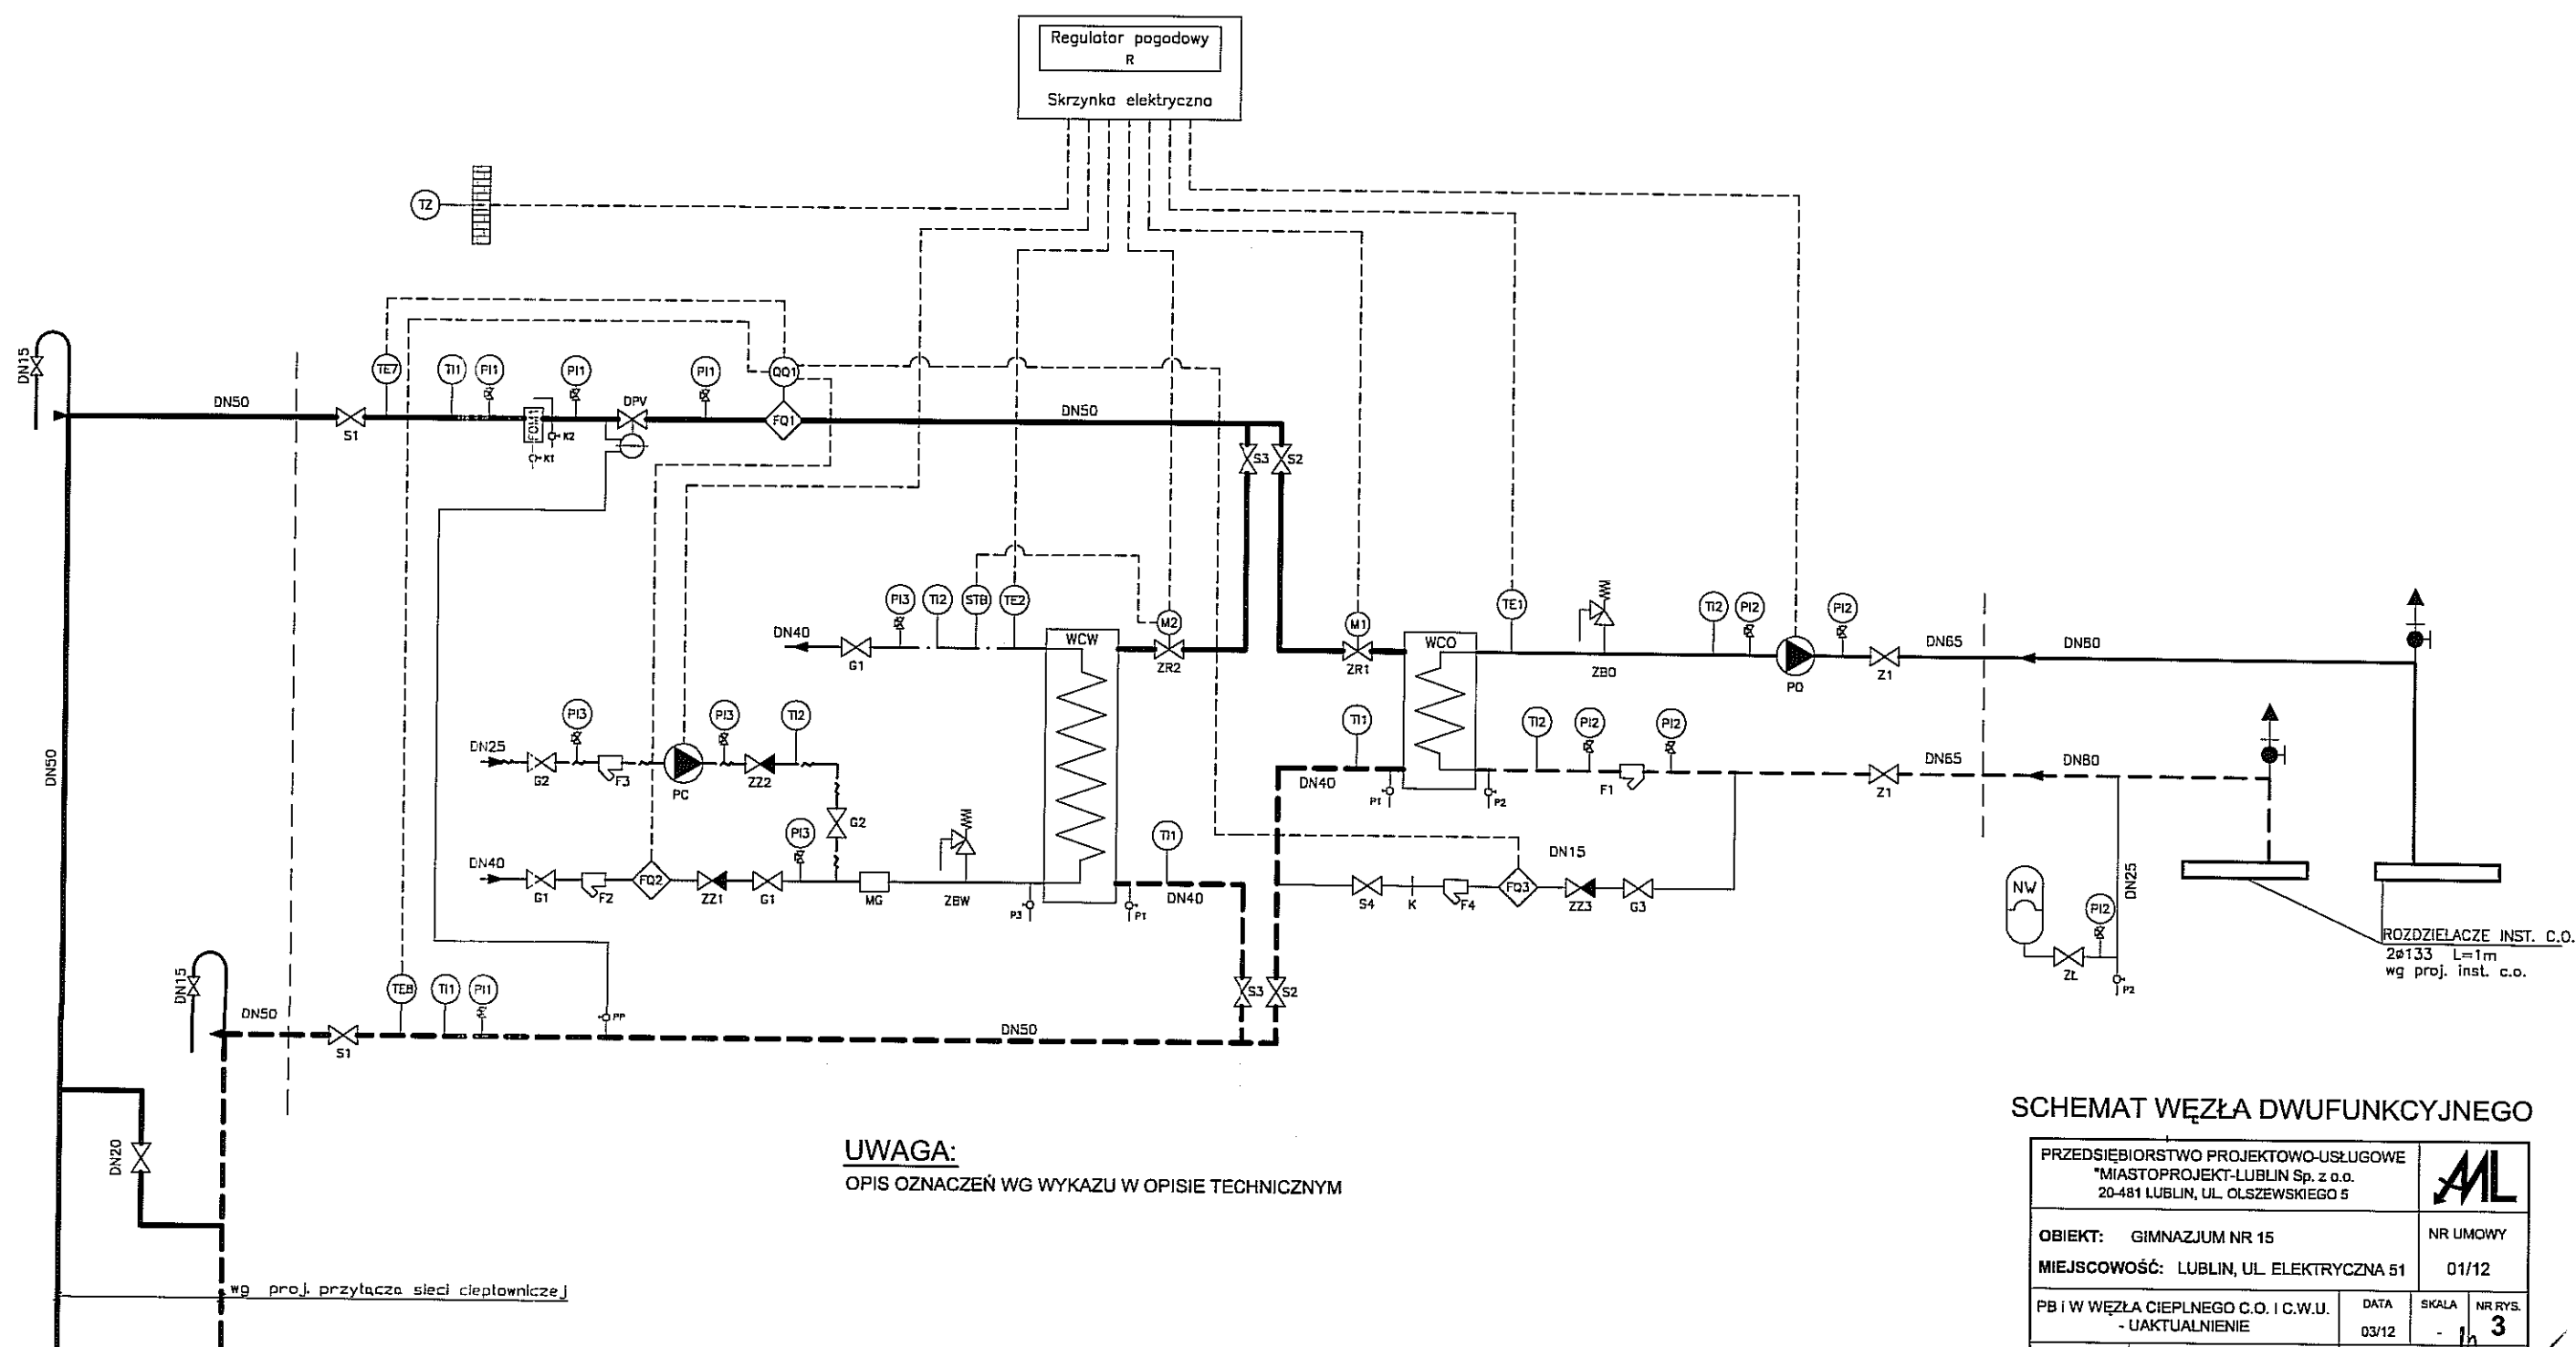 Regulator pogodowy
R
Skrzynka elektryczna
TZ
DN15
TE7
TI1
PI1
PI1
PI1
QQ1
DN50
S1
FOM1
K2
K1
DPV
FQ1
DN50
S3
S2
DN50
PI3
TI2
STB
TE2
M2
M1
TE1
TI2
PI2
PI2
DN40
G1
WCW
ZR2
ZR1
WCO
ZBO
PO
Z1
DN65
DN80
PI3
PI3
TI2
TI1
TI2
PI2
PI2
DN25
G2
F3
PC
ZZ2
G2
DN40
P1
P2
F1
Z1
DN65
DN80
PI3
TI1
DN15
DN40
G1
F2
FQ2
ZZ1
G1
MG
ZBW
P3
P1
DN40
S4
K
F4
FQ3
ZZ3
G3
NW
PI2
DN25
ZŁ
P2
ROZDZIELACZE INST. C.O.
2ø133 L=1m
wg proj. inst. c.o.
DN15
TE8
TI1
PI1
PP
S3
S2
DN50
S1
DN50
DN20
wg proj. przyłącza sieci ciepłowniczej
UWAGA:
OPIS OZNACZEŃ WG WYKAZU W OPISIE TECHNICZNYM
SCHEMAT WĘZŁA DWUFUNKCYJNEGO
PRZEDSIĘBIORSTWO PROJEKTOWO-USŁUGOWE
"MIASTOPROJEKT-LUBLIN Sp. z o.o.
20-481 LUBLIN, UL. OLSZEWSKIEGO 5
OBIEKT: GIMNAZJUM NR 15
NR UMOWY
MIEJSCOWOŚĆ: LUBLIN, UL. ELEKTRYCZNA 51
01/12
PB i W WĘZŁA CIEPLNEGO C.O. I C.W.U.
- UAKTUALNIENIE
DATA
03/12
SKALA
-
NR RYS.
3